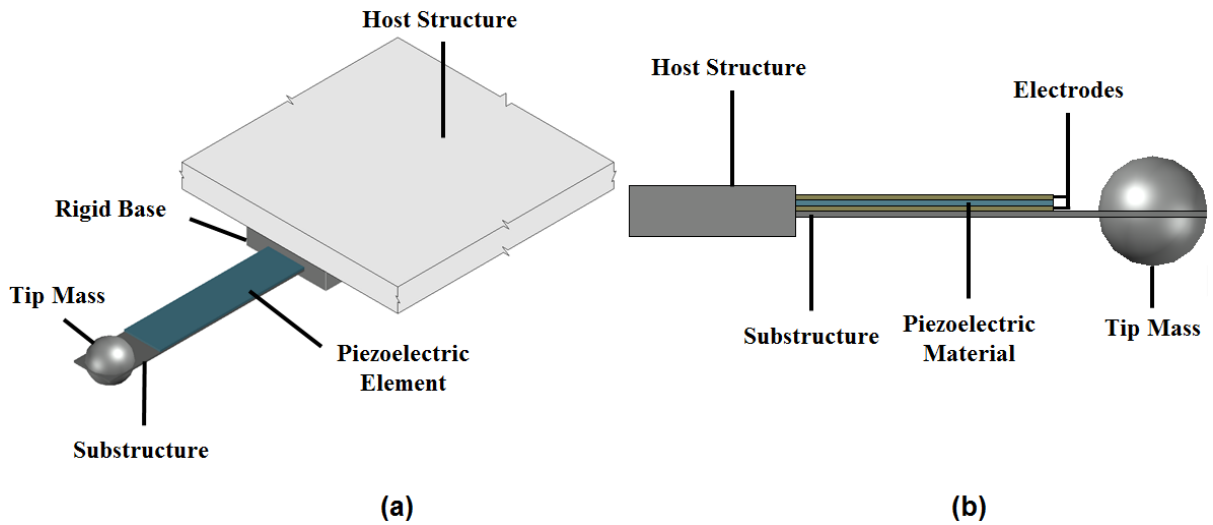 Host Structure
Rigid Base
Tip Mass
Piezoelectric
Element
Substructure
(a)
Host Structure
Electrodes
Substructure
Piezoelectric
Material
Tip Mass
(b)